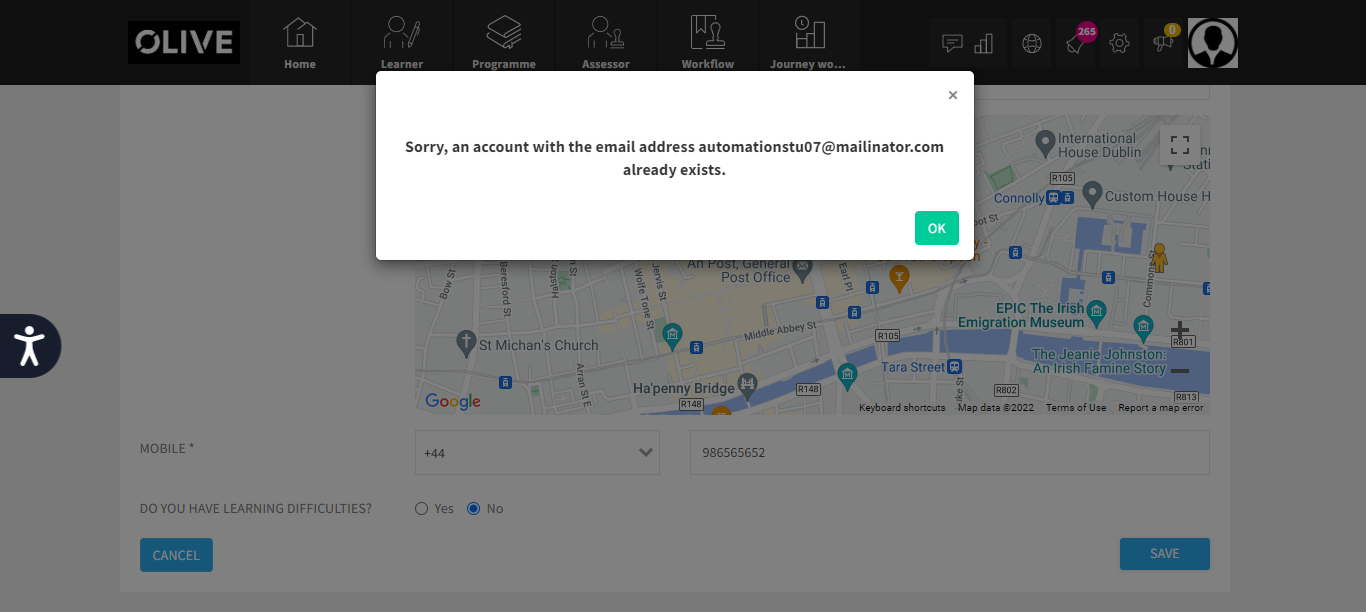 OLIVE
Home
Learner
Programme
Assessor
Workflow
Journey wo...
265
0
×
Sorry, an account with the email address automationstu07@mailinator.com
already exists.
OK
International
House Dublin
R105
Connolly
Custom House H
Beresford St
Bow St
Jervis St
Wolfe Tone St
An Post, General
Post Office
Earl Pl
Commons St
EPIC The Irish
Emigration Museum
Middle Abbey St
R105
R801
St Michan's Church
The Jeanie Johnston:
An Irish Famine Story
Tara Street
Arran St E
Ha'penny Bridge
R148
R802
R148
R813
Google
Keyboard shortcuts
Map data ©2022
Terms of Use
Report a map error
MOBILE *
+44
986565652
DO YOU HAVE LEARNING DIFFICULTIES?
Yes
No
CANCEL
SAVE